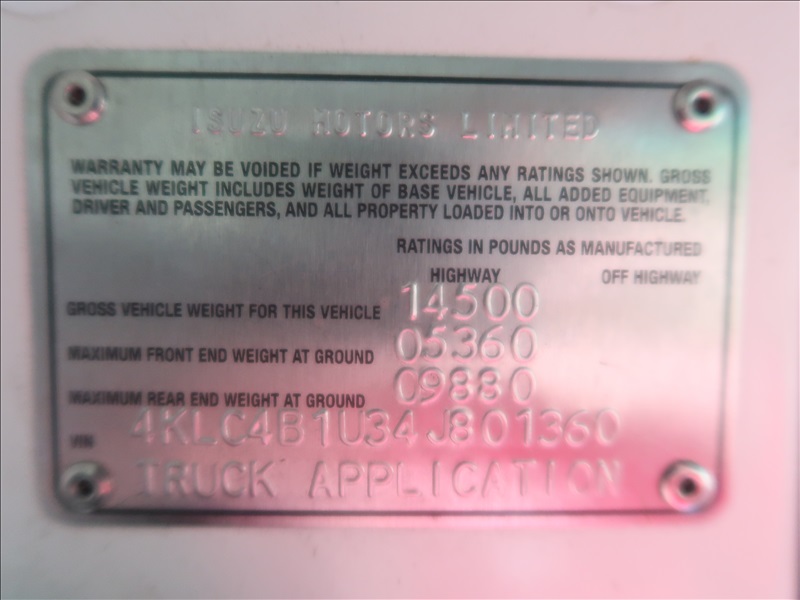 ISUZU MOTORS LIMITED
WARRANTY MAY BE VOIDED IF WEIGHT EXCEEDS ANY RATINGS SHOWN. GROSS
VEHICLE WEIGHT INCLUDES WEIGHT OF BASE VEHICLE, ALL ADDED EQUIPMENT,
DRIVER AND PASSENGERS, AND ALL PROPERTY LOADED INTO OR ONTO VEHICLE.
RATINGS IN POUNDS AS MANUFACTURED
HIGHWAY OFF HIGHWAY
GROSS VEHICLE WEIGHT FOR THIS VEHICLE 14500
MAXIMUM FRONT END WEIGHT AT GROUND 05360
MAXIMUM REAR END WEIGHT AT GROUND 09880
VIN 4KLC4B1U34J801360
TRUCK APPLICATION